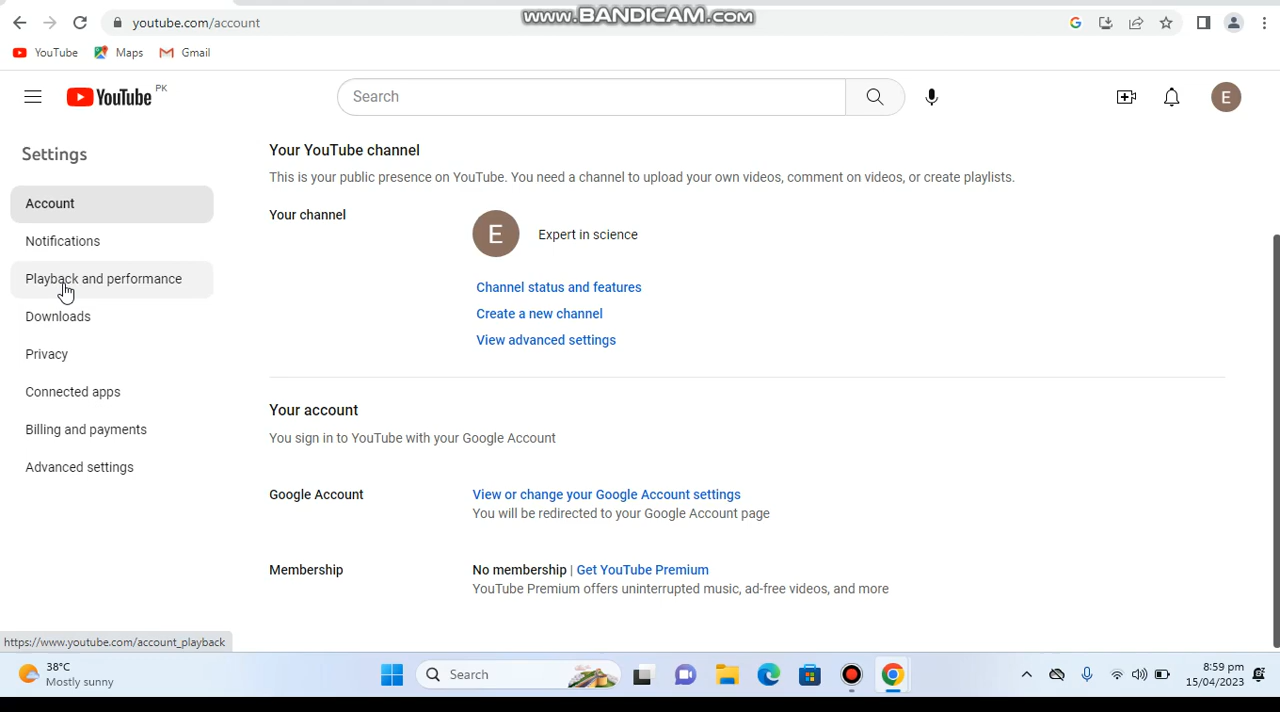 youtube.com/account
www.BANDICAM.com
YouTube Maps Gmail
YouTube PK
Search
E
Settings
Account
Notifications
Playback and performance
Downloads
Privacy
Connected apps
Billing and payments
Advanced settings
Your YouTube channel
This is your public presence on YouTube. You need a channel to upload your own videos, comment on videos, or create playlists.
Your channel
E Expert in science
Channel status and features
Create a new channel
View advanced settings
Your account
You sign in to YouTube with your Google Account
Google Account View or change your Google Account settings
You will be redirected to your Google Account page
Membership No membership | Get YouTube Premium
YouTube Premium offers uninterrupted music, ad-free videos, and more
https://www.youtube.com/account_playback
38°C
Mostly sunny
Search
8:59 pm
15/04/2023